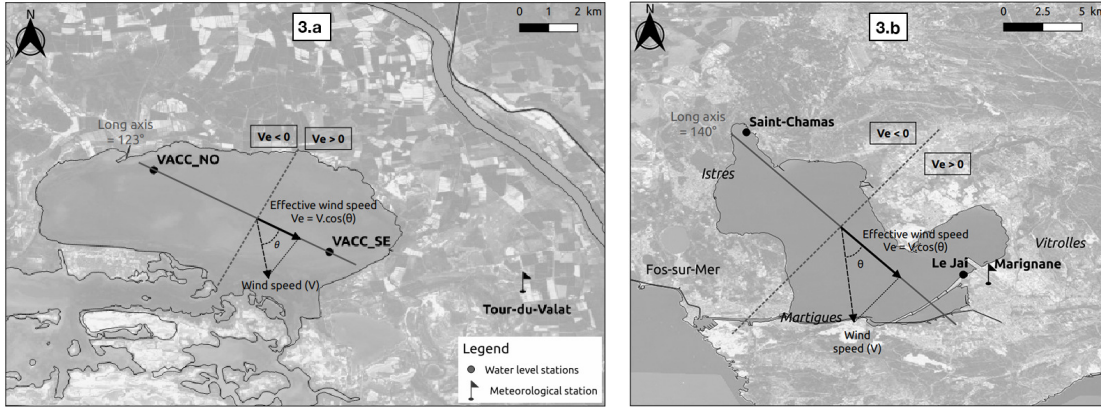 N
3.a
0 1 2 km
Long axis
= 123°
Ve < 0
Ve > 0
VACC_NO
Effective wind speed
Ve = V.cos(θ)
θ
VACC_SE
Wind speed (V)
Tour-du-Valat
Legend
Water level stations
Meteorological station
N
3.b
0 2.5 5 km
Long axis
= 140°
Saint-Chamas
Ve < 0
Ve > 0
Istres
Effective wind speed
Ve = V.cos(θ)
θ
Vitrolles
Le Jaï
Marignane
Fos-sur-Mer
Martigues
Wind
speed (V)